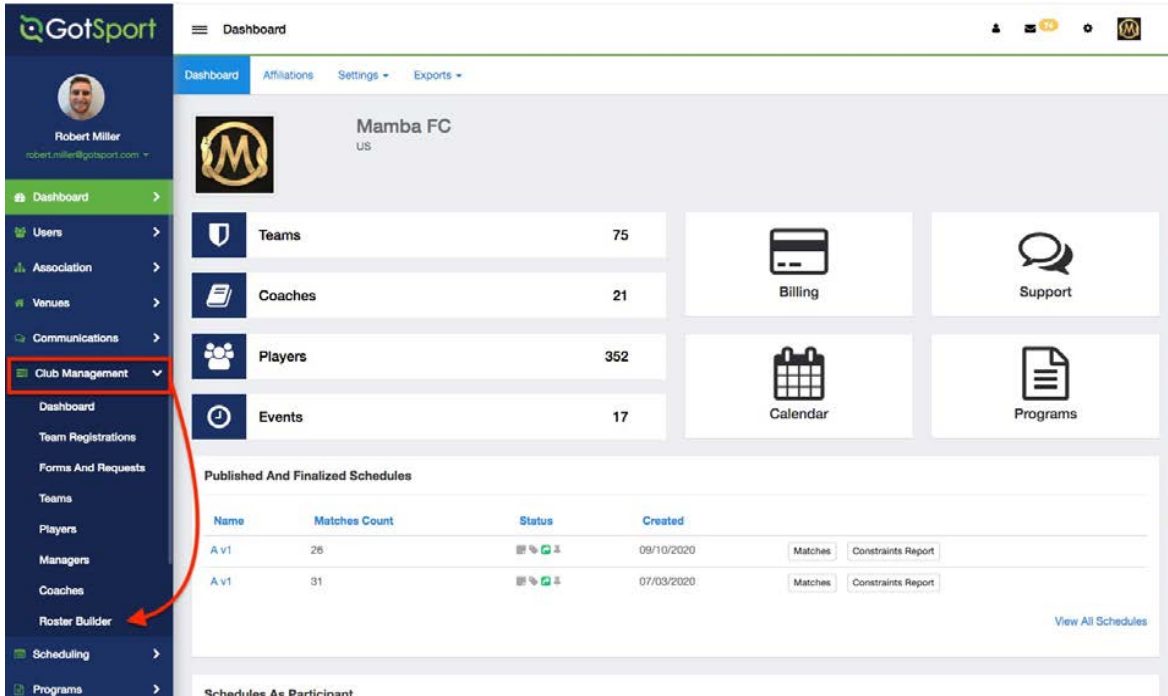 GotSport
Dashboard
Robert Miller
robert.miller@gotsport.com
Dashboard
Users
Association
Venues
Communications
Club Management
Dashboard
Team Registrations
Forms And Requests
Teams
Players
Managers
Coaches
Roster Builder
Scheduling
Programs
Dashboard Affiliations Settings Exports
M
Mamba FC
US
Teams 75
Coaches 21
Players 352
Events 17
Billing
Support
Calendar
Programs
Published And Finalized Schedules
Name Matches Count Status Created
A v1 26 09/10/2020 Matches Constraints Report
A v1 31 07/03/2020 Matches Constraints Report
View All Schedules
Schedules As Participant